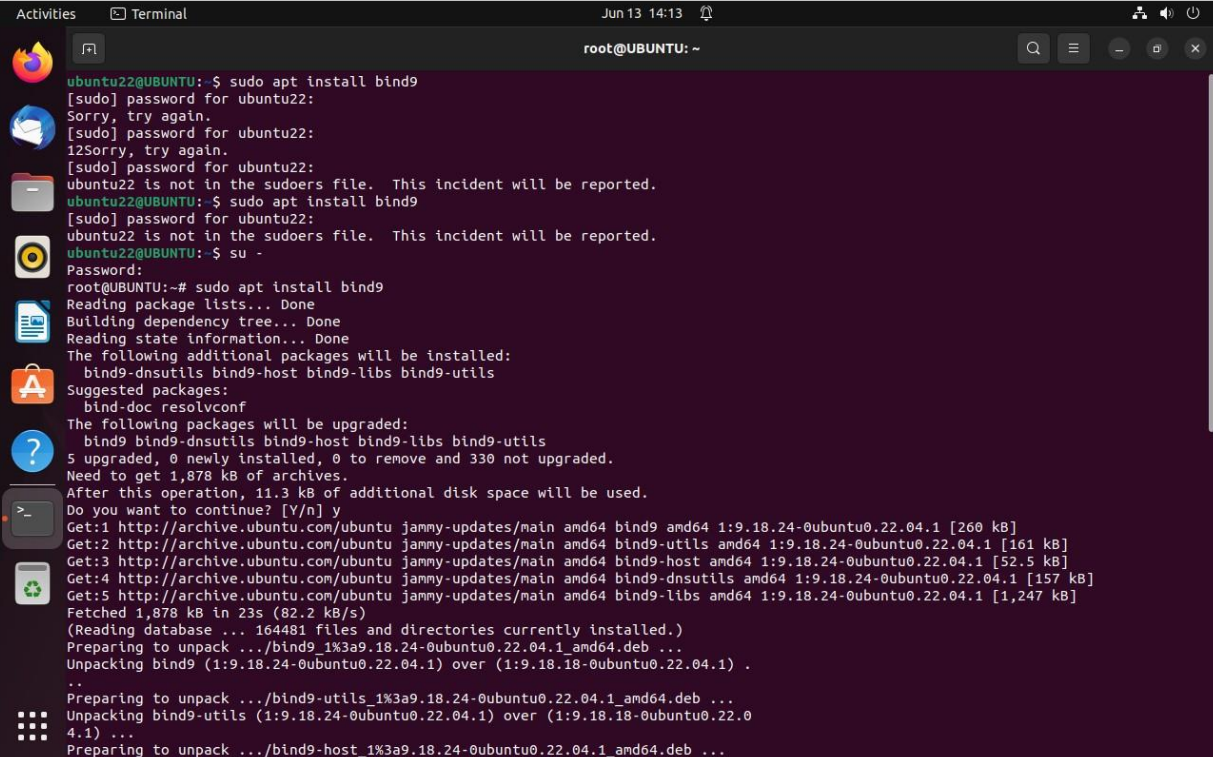 Activities
Terminal
Jun 13 14:13
root@UBUNTU: ~
ubuntu22@UBUNTU:~$ sudo apt install bind9
[sudo] password for ubuntu22:
Sorry, try again.
[sudo] password for ubuntu22:
12Sorry, try again.
[sudo] password for ubuntu22:
ubuntu22 is not in the sudoers file.  This incident will be reported.
ubuntu22@UBUNTU:~$ sudo apt install bind9
[sudo] password for ubuntu22:
ubuntu22 is not in the sudoers file.  This incident will be reported.
ubuntu22@UBUNTU:~$ su -
Password:
root@UBUNTU:~# sudo apt install bind9
Reading package lists... Done
Building dependency tree... Done
Reading state information... Done
The following additional packages will be installed:
  bind9-dnsutils bind9-host bind9-libs bind9-utils
Suggested packages:
  bind-doc resolvconf
The following packages will be upgraded:
  bind9 bind9-dnsutils bind9-host bind9-libs bind9-utils
5 upgraded, 0 newly installed, 0 to remove and 330 not upgraded.
Need to get 1,878 kB of archives.
After this operation, 11.3 kB of additional disk space will be used.
Do you want to continue? [Y/n] y
Get:1 http://archive.ubuntu.com/ubuntu jammy-updates/main amd64 bind9 amd64 1:9.18.24-0ubuntu0.22.04.1 [260 kB]
Get:2 http://archive.ubuntu.com/ubuntu jammy-updates/main amd64 bind9-utils amd64 1:9.18.24-0ubuntu0.22.04.1 [161 kB]
Get:3 http://archive.ubuntu.com/ubuntu jammy-updates/main amd64 bind9-host amd64 1:9.18.24-0ubuntu0.22.04.1 [52.5 kB]
Get:4 http://archive.ubuntu.com/ubuntu jammy-updates/main amd64 bind9-dnsutils amd64 1:9.18.24-0ubuntu0.22.04.1 [157 kB]
Get:5 http://archive.ubuntu.com/ubuntu jammy-updates/main amd64 bind9-libs amd64 1:9.18.24-0ubuntu0.22.04.1 [1,247 kB]
Fetched 1,878 kB in 23s (82.2 kB/s)
(Reading database ... 164481 files and directories currently installed.)
Preparing to unpack .../bind9_1%3a9.18.24-0ubuntu0.22.04.1_amd64.deb ...
Unpacking bind9 (1:9.18.24-0ubuntu0.22.04.1) over (1:9.18.18-0ubuntu0.22.04.1) .
..
Preparing to unpack .../bind9-utils_1%3a9.18.24-0ubuntu0.22.04.1_amd64.deb ...
Unpacking bind9-utils (1:9.18.24-0ubuntu0.22.04.1) over (1:9.18.18-0ubuntu0.22.0
4.1) ...
Preparing to unpack .../bind9-host_1%3a9.18.24-0ubuntu0.22.04.1_amd64.deb ...